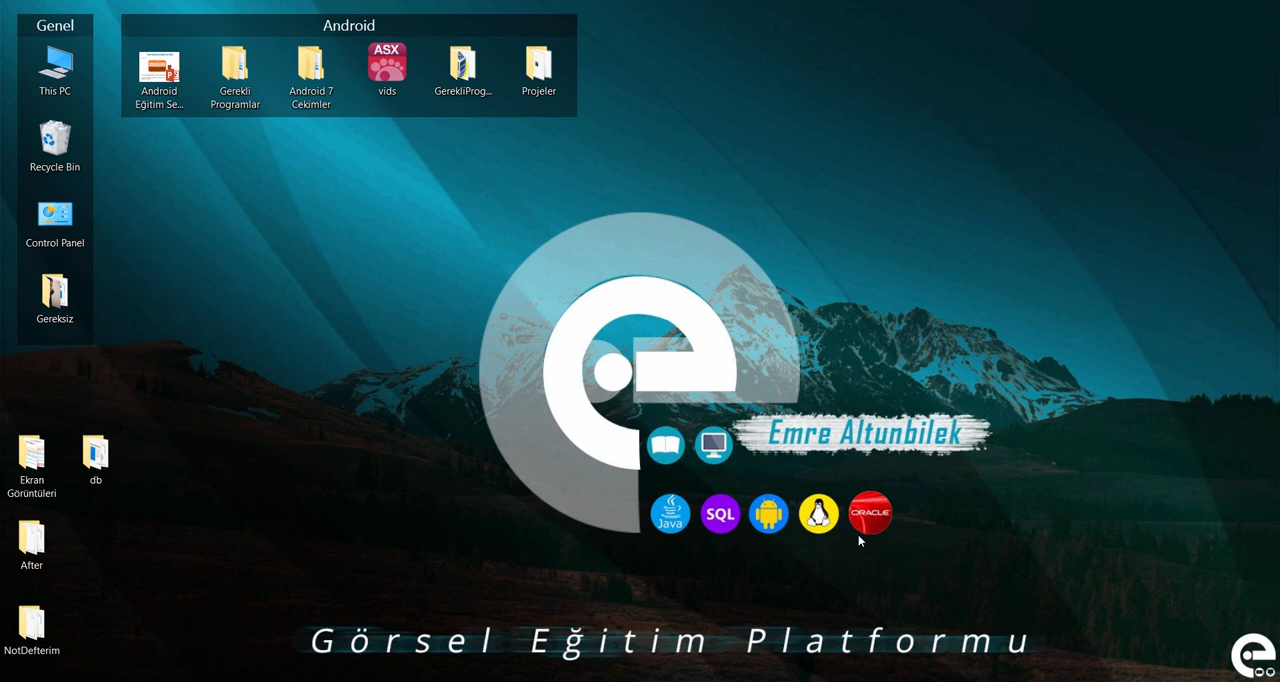 Genel
This PC
Recycle Bin
Control Panel
Gereksiz
Android
Android
Eğitim Se...
Gerekli
Programlar
Android 7
Cekimler
ASX
vids
GerekliProg...
Projeler
Ekran
Görüntüleri
db
After
NotDefterim
Emre Altunbilek
Java
SQL
ORACLE
Görsel Eğitim Platformu